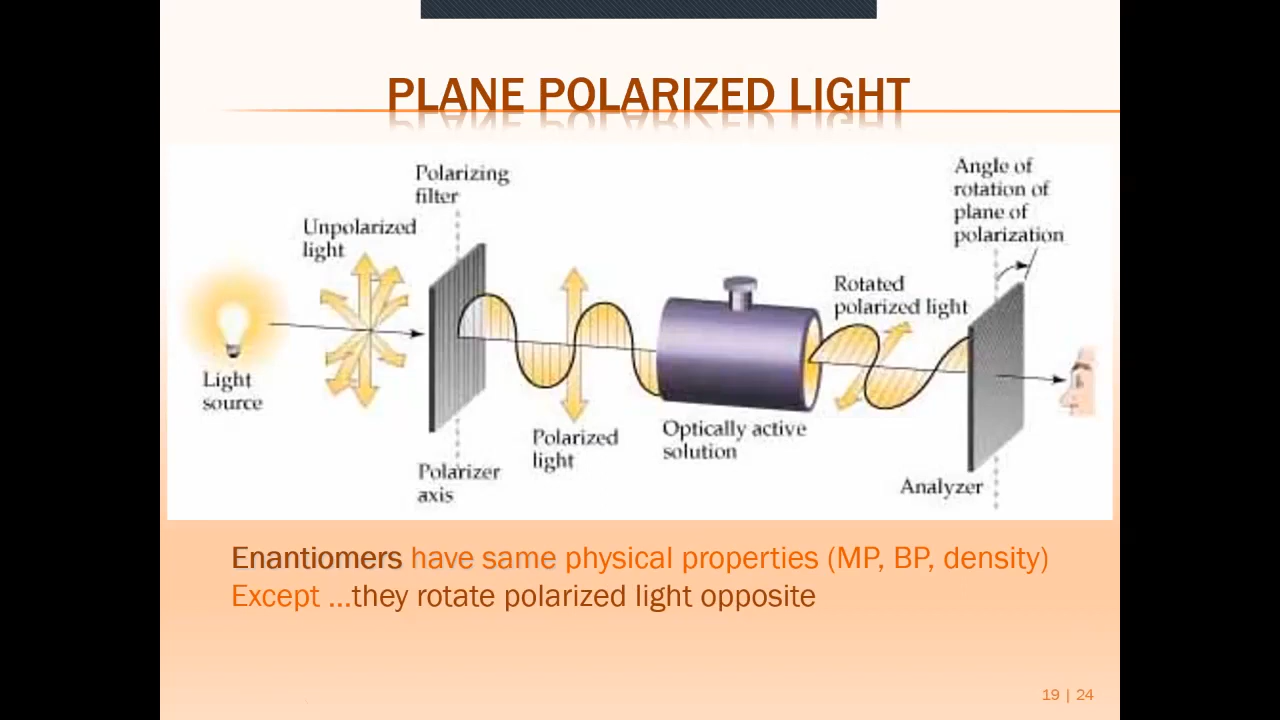 PLANE POLARIZED LIGHT
Polarizing
filter
Unpolarized
light
Angle of
rotation of
plane of
polarization
Rotated
polarized light
Light
source
Polarized
light
Optically active
solution
Polarizer
axis
Analyzer
Enantiomers have same physical properties (MP, BP, density)
Except ...they rotate polarized light opposite
19 | 24